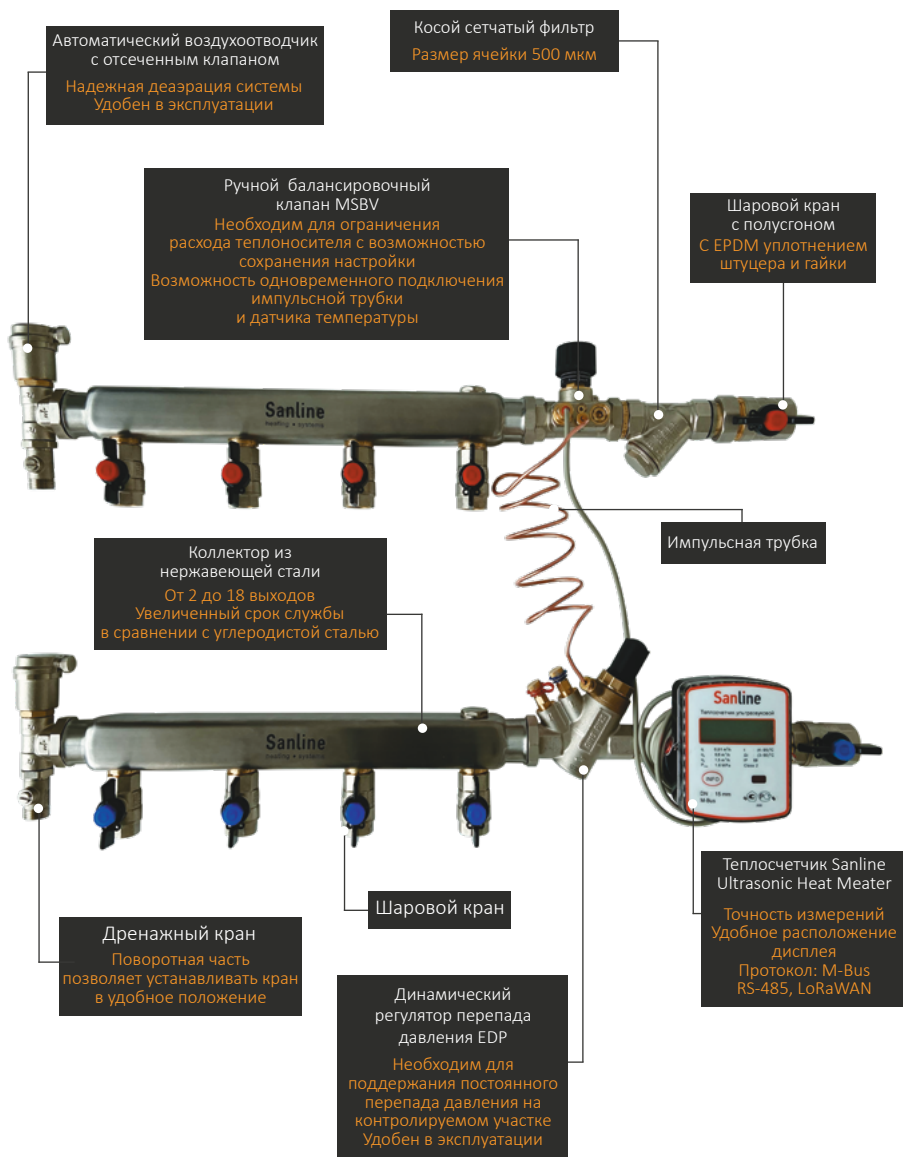 Автоматический воздухоотводчик
с отсеченным клапаном
Надежная деаэрация системы
Удобен в эксплуатации
Косой сетчатый фильтр
Размер ячейки 500 мкм
Ручной балансировочный
клапан MSBV
Необходим для ограничения
расхода теплоносителя с возможностью
сохранения настройки
Возможность одновременного подключения
импульсной трубки
и датчика температуры
Шаровой кран
с полусгоном
С EPDM уплотнением
штуцера и гайки
Sanline
heating • systems
Импульсная трубка
Коллектор из
нержавеющей стали
От 2 до 18 выходов
Увеличенный срок службы
в сравнении с углеродистой сталью
Sanline
heating • systems
Sanline
Теплосчетчик ультразвуковой
INFO
DN 15 mm
M-Bus
Теплосчетчик Sanline
Ultrasonic Heat Meater
Точность измерений
Удобное расположение
дисплея
Протокол: M-Bus
RS-485, LoRaWAN
Шаровой кран
Дренажный кран
Поворотная часть
позволяет устанавливать кран
в удобное положение
Динамический
регулятор перепада
давления EDP
Необходим для
поддержания постоянного
перепада давления на
контролируемом участке
Удобен в эксплуатации